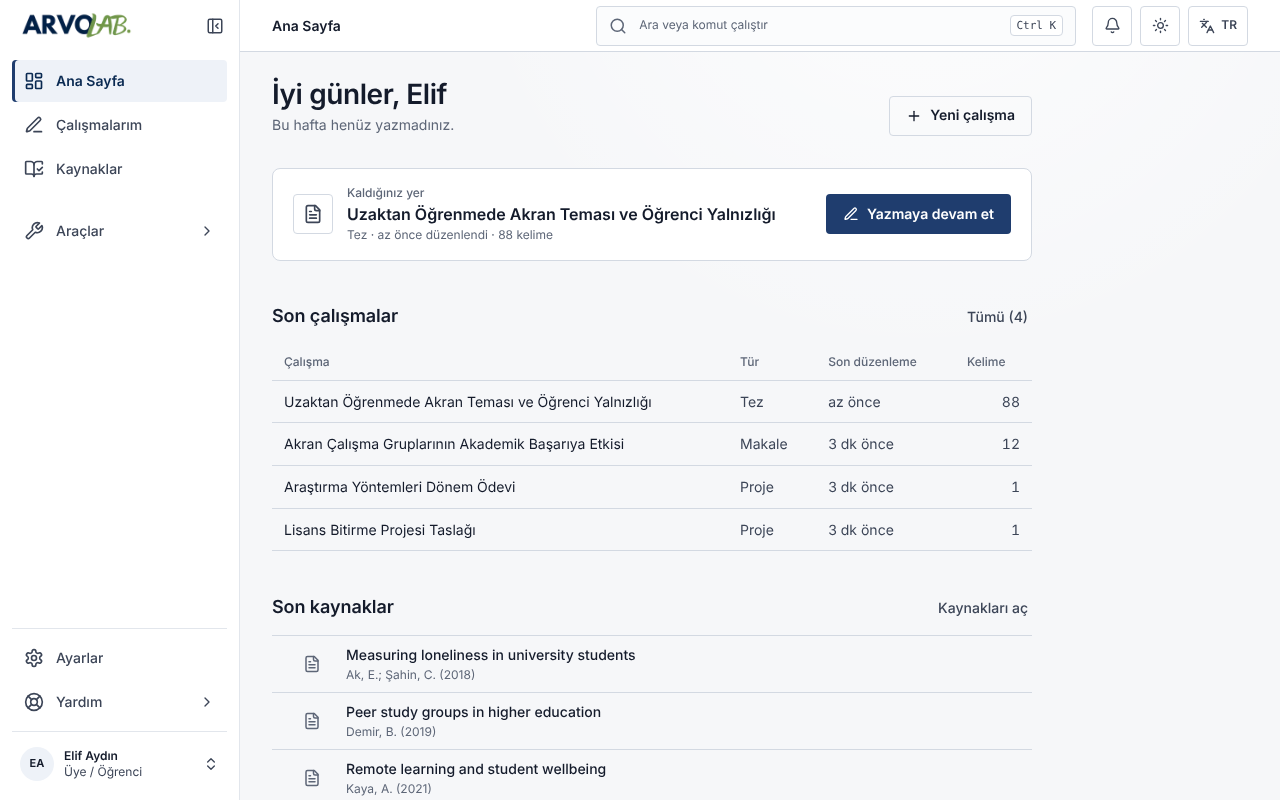 ARVOLAB.
Ana Sayfa
Çalışmalarım
Kaynaklar
Araçlar
Ayarlar
Yardım
EA
Elif Aydın
Üye / Öğrenci
Ana Sayfa
Ara veya komut çalıştır
Ctrl K
TR
İyi günler, Elif
Bu hafta henüz yazmadınız.
Yeni çalışma
Kaldığınız yer
Uzaktan Öğrenmede Akran Teması ve Öğrenci Yalnızlığı
Tez · az önce düzenlendi · 88 kelime
Yazmaya devam et
Son çalışmalar
Tümü (4)
Çalışma Tür Son düzenleme Kelime
Uzaktan Öğrenmede Akran Teması ve Öğrenci Yalnızlığı Tez az önce 88
Akran Çalışma Gruplarının Akademik Başarıya Etkisi Makale 3 dk önce 12
Araştırma Yöntemleri Dönem Ödevi Proje 3 dk önce 1
Lisans Bitirme Projesi Taslağı Proje 3 dk önce 1
Son kaynaklar
Kaynakları aç
Measuring loneliness in university students
Ak, E.; Şahin, C. (2018)
Peer study groups in higher education
Demir, B. (2019)
Remote learning and student wellbeing
Kaya, A. (2021)